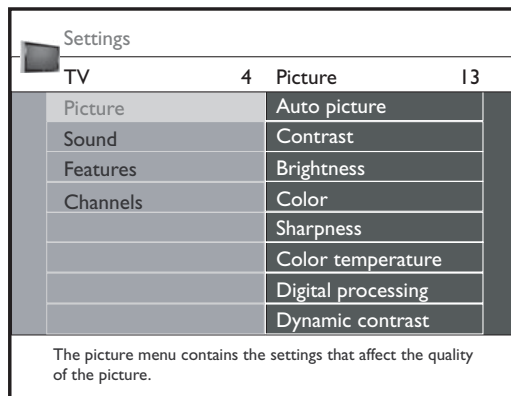 Settings
TV 4 Picture 13
Picture Auto picture
Sound Contrast
Features Brightness
Channels Color
Sharpness
Color temperature
Digital processing
Dynamic contrast
The picture menu contains the settings that affect the quality
of the picture.